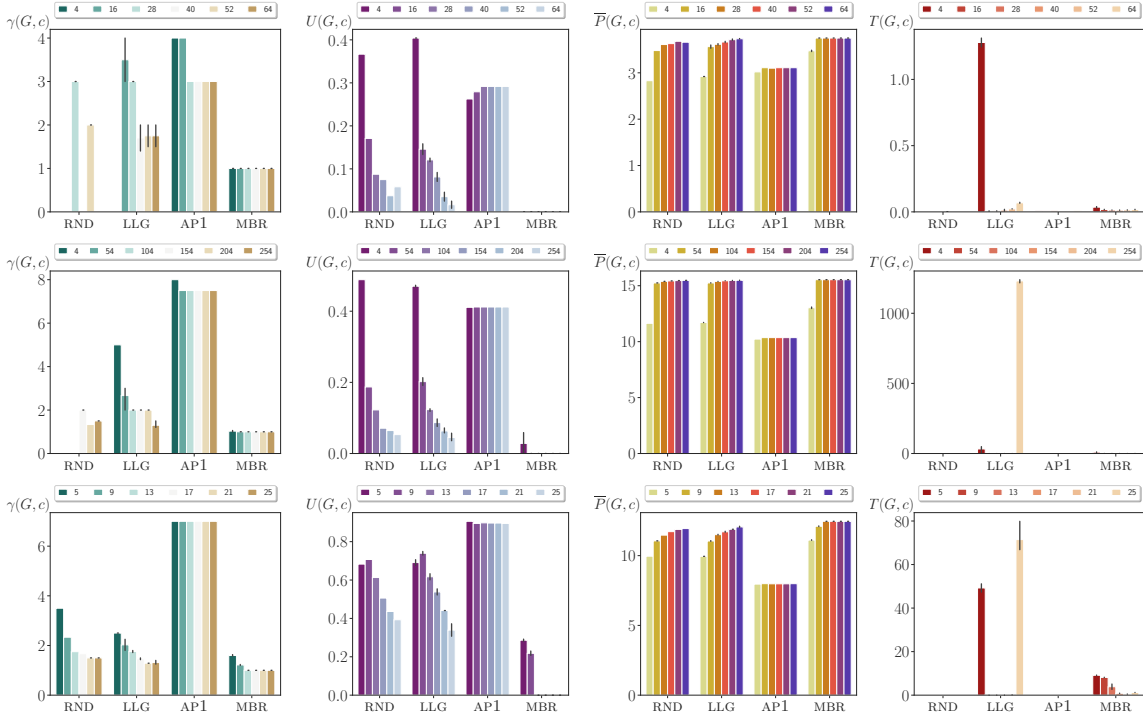 γ(G, c)
4 16 28 40 52 64
4
3
2
1
0
RND LLG AP1 MBR
U(G, c)
4 16 28 40 52 64
0.4
0.3
0.2
0.1
0.0
RND LLG AP1 MBR
P̅(G, c)
4 16 28 40 52 64
3
2
1
0
RND LLG AP1 MBR
T(G, c)
4 16 28 40 52 64
1.0
0.5
0.0
RND LLG AP1 MBR
γ(G, c)
4 54 104 154 204 254
8
6
4
2
0
RND LLG AP1 MBR
U(G, c)
4 54 104 154 204 254
0.4
0.2
0.0
RND LLG AP1 MBR
P̅(G, c)
4 54 104 154 204 254
15
10
5
0
RND LLG AP1 MBR
T(G, c)
4 54 104 154 204 254
1000
500
0
RND LLG AP1 MBR
γ(G, c)
5 9 13 17 21 25
6
4
2
0
RND LLG AP1 MBR
U(G, c)
5 9 13 17 21 25
0.8
0.6
0.4
0.2
0.0
RND LLG AP1 MBR
P̅(G, c)
5 9 13 17 21 25
10
5
0
RND LLG AP1 MBR
T(G, c)
5 9 13 17 21 25
80
60
40
20
0
RND LLG AP1 MBR